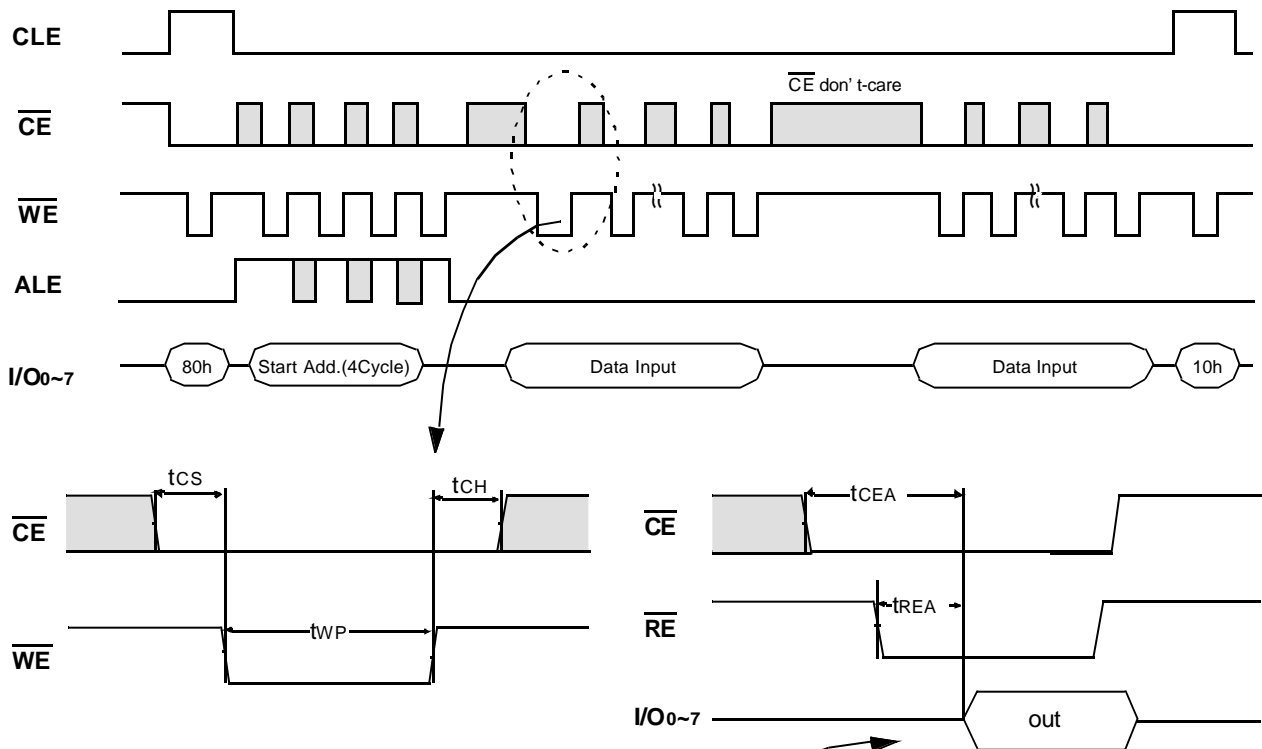 CLE
CE don' t-care
CE
WE
ALE
I/O0~7 80h Start Add.(4Cycle) Data Input Data Input 10h
tCS tCH
CE
tWP
WE
tCEA
CE
tREA
RE
I/O0~7 out